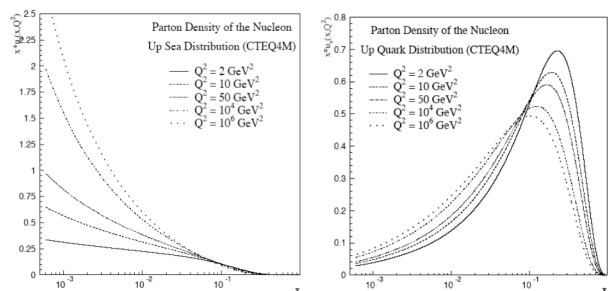 Parton Density of the Nucleon
Up Sea Distribution (CTEQ4M)
Q² = 2 GeV²
Q² = 10 GeV²
Q² = 50 GeV²
Q² = 10⁴ GeV²
Q² = 10⁶ GeV²
2.5
2.25
2
1.75
1.5
1.25
1
0.75
0.5
0.25
0
10⁻³
10⁻²
10⁻¹
Parton Density of the Nucleon
Up Quark Distribution (CTEQ4M)
Q² = 2 GeV²
Q² = 10 GeV²
Q² = 50 GeV²
Q² = 10⁴ GeV²
Q² = 10⁶ GeV²
0.8
0.7
0.6
0.5
0.4
0.3
0.2
0.1
0
10⁻³
10⁻²
10⁻¹